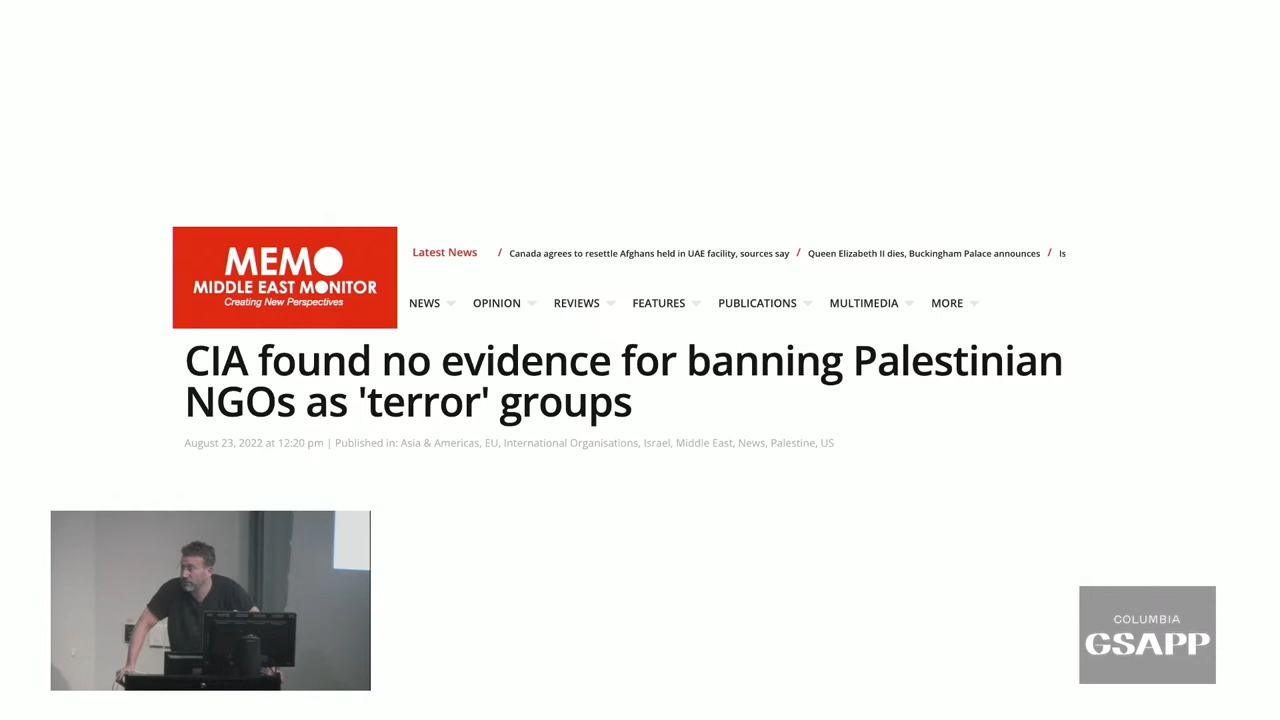 MEMO
MIDDLE EAST MONITOR
Creating New Perspectives
Latest News / Canada agrees to resettle Afghans held in UAE facility, sources say / Queen Elizabeth II dies, Buckingham Palace announces / Is
NEWS OPINION REVIEWS FEATURES PUBLICATIONS MULTIMEDIA MORE
CIA found no evidence for banning Palestinian
NGOs as 'terror' groups
August 23, 2022 at 12:20 pm | Published in: Asia & Americas, EU, International Organisations, Israel, Middle East, News, Palestine, US
COLUMBIA
GSAPP